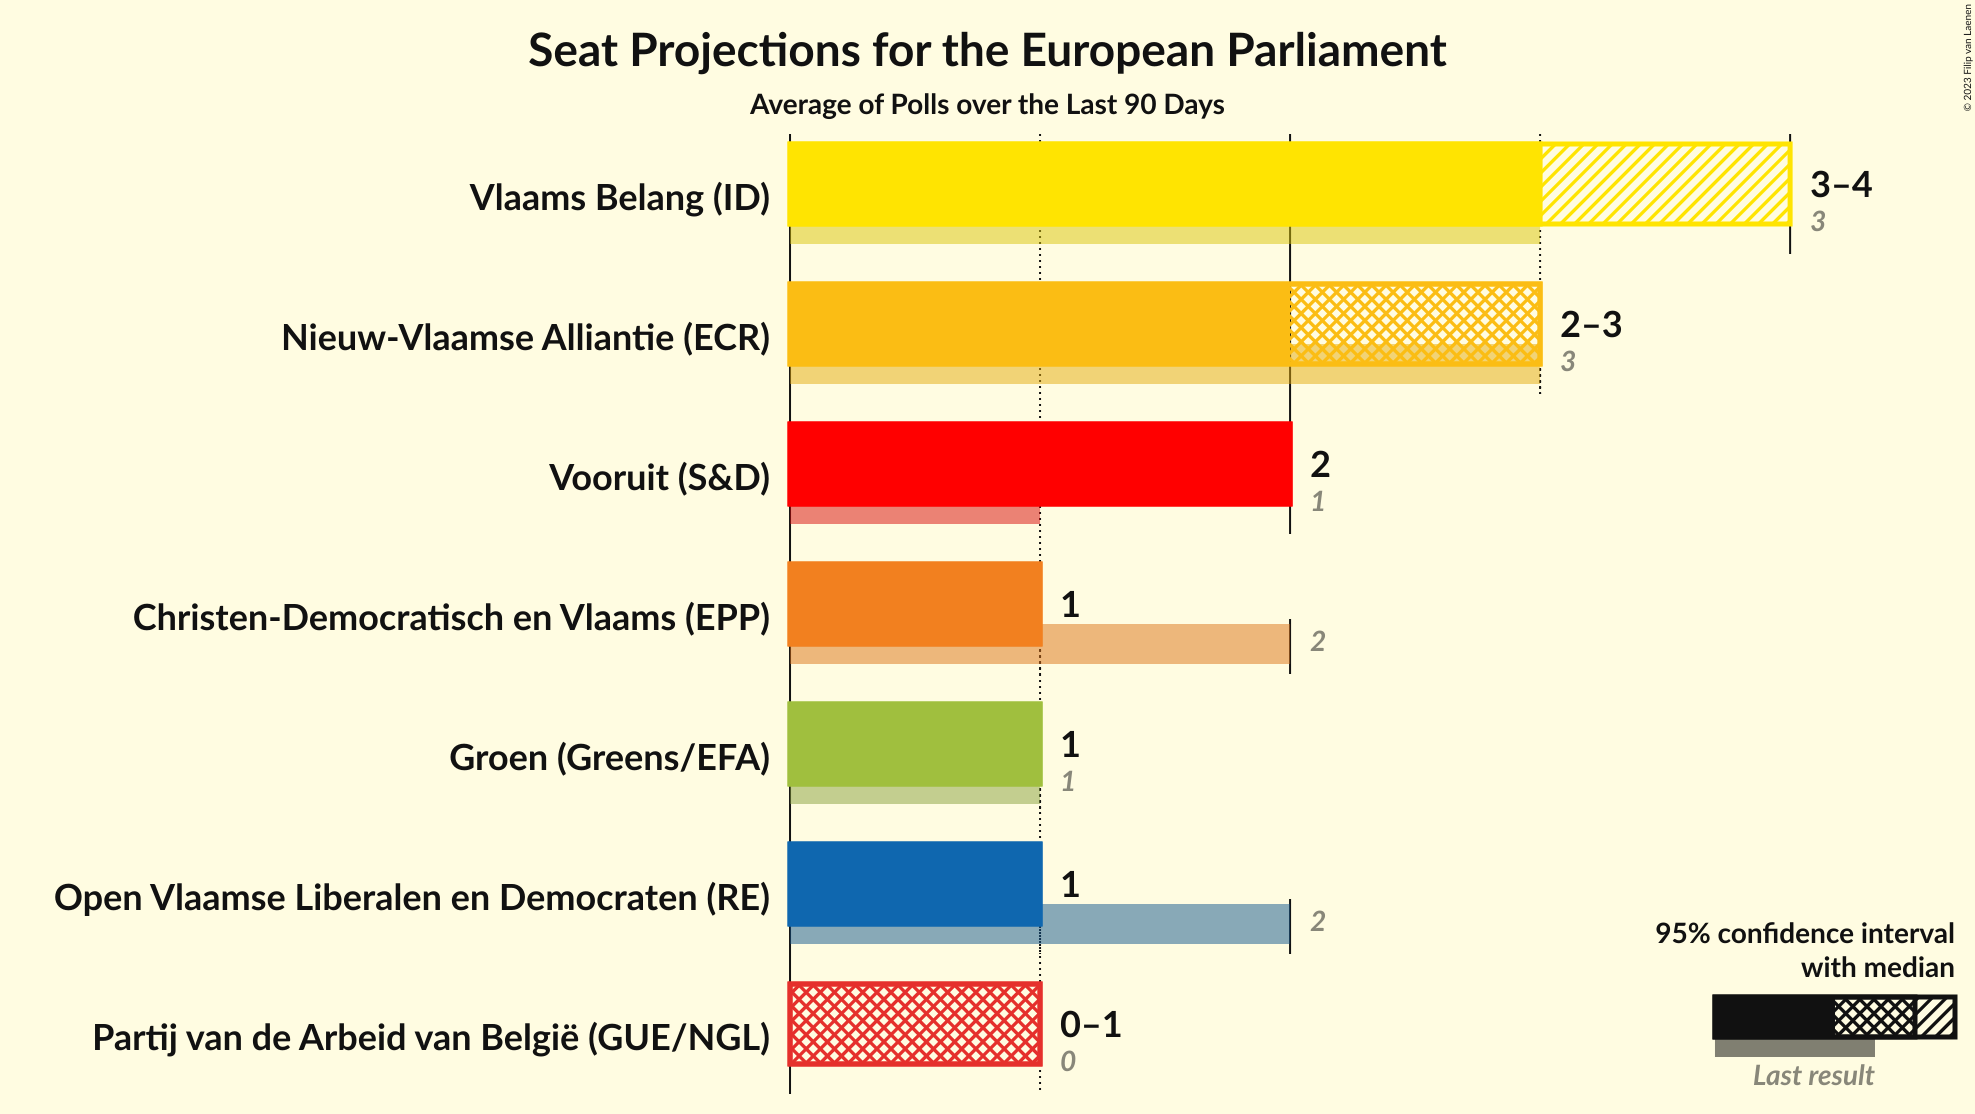 Seat Projections for the European Parliament
Average of Polls over the Last 90 Days
© 2023 Filip van Laenen
Vlaams Belang (ID)
3–4
3
Nieuw-Vlaamse Alliantie (ECR)
2–3
3
Vooruit (S&D)
2
1
Christen-Democratisch en Vlaams (EPP)
1
2
Groen (Greens/EFA)
1
1
Open Vlaamse Liberalen en Democraten (RE)
1
2
Partij van de Arbeid van België (GUE/NGL)
0–1
0
95% confidence interval
with median
Last result